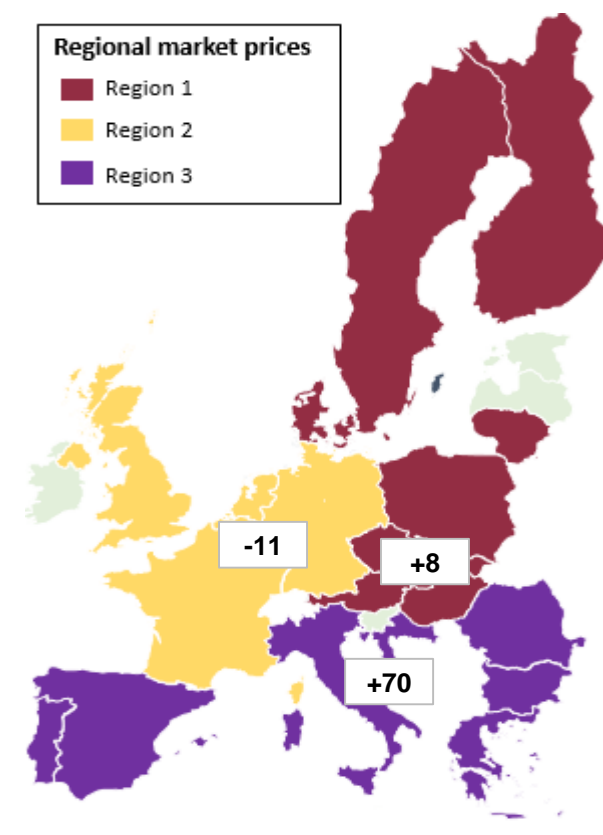 Regional market prices
Region 1
Region 2
Region 3
-11
+8
+70